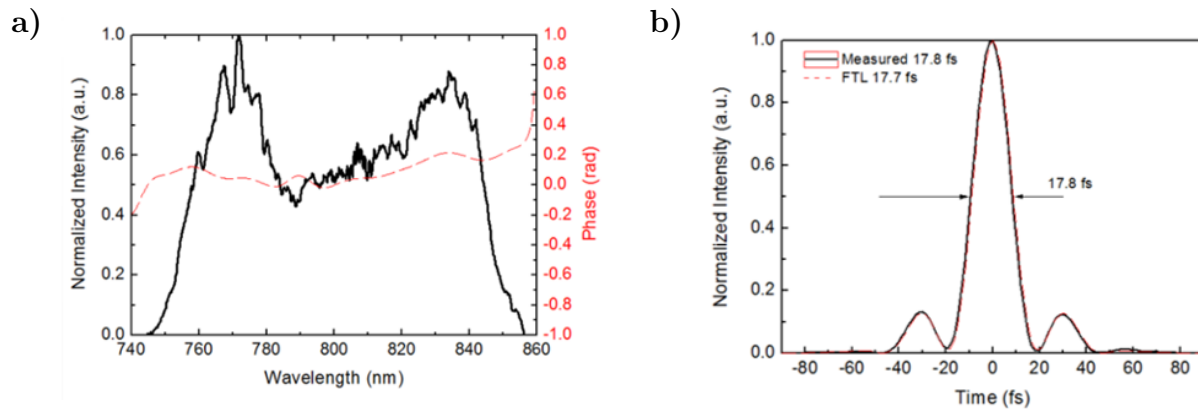 a)
1.0
0.8
0.6
0.4
0.2
0.0
Normalized Intensity (a.u.)
740 760 780 800 820 840 860
Wavelength (nm)
1.0
0.8
0.6
0.4
0.2
0.0
-0.2
-0.4
-0.6
-0.8
-1.0
Phase (rad)
b)
1.0
0.8
0.6
0.4
0.2
0.0
Normalized Intensity (a.u.)
Measured 17.8 fs
FTL 17.7 fs
17.8 fs
-80 -60 -40 -20 0 20 40 60 80
Time (fs)